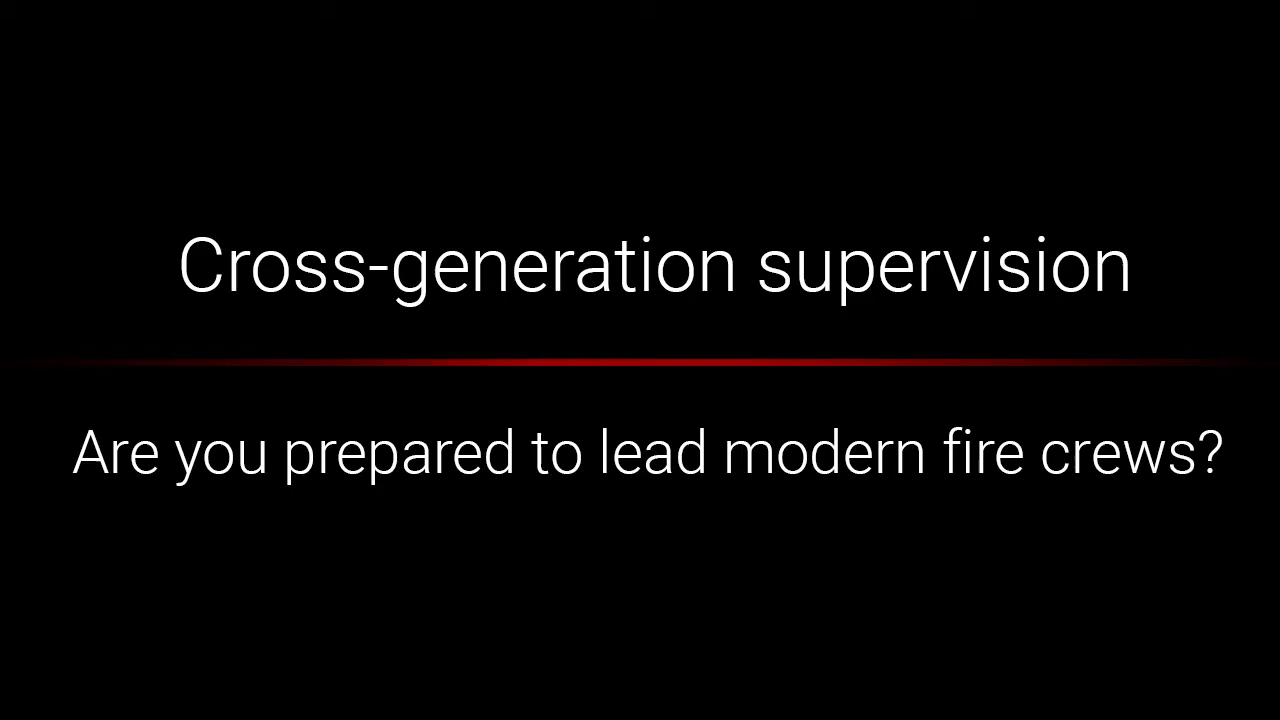 Cross-generation supervision
Are you prepared to lead modern fire crews?